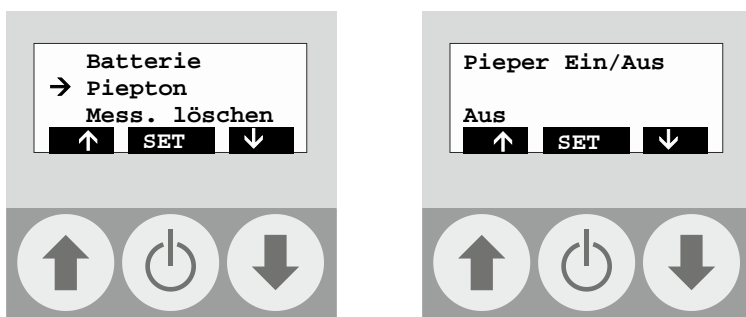 Batterie
→ Piepton
Mess. löschen
↑ SET ↓
Pieper Ein/Aus
Aus
↑ SET ↓